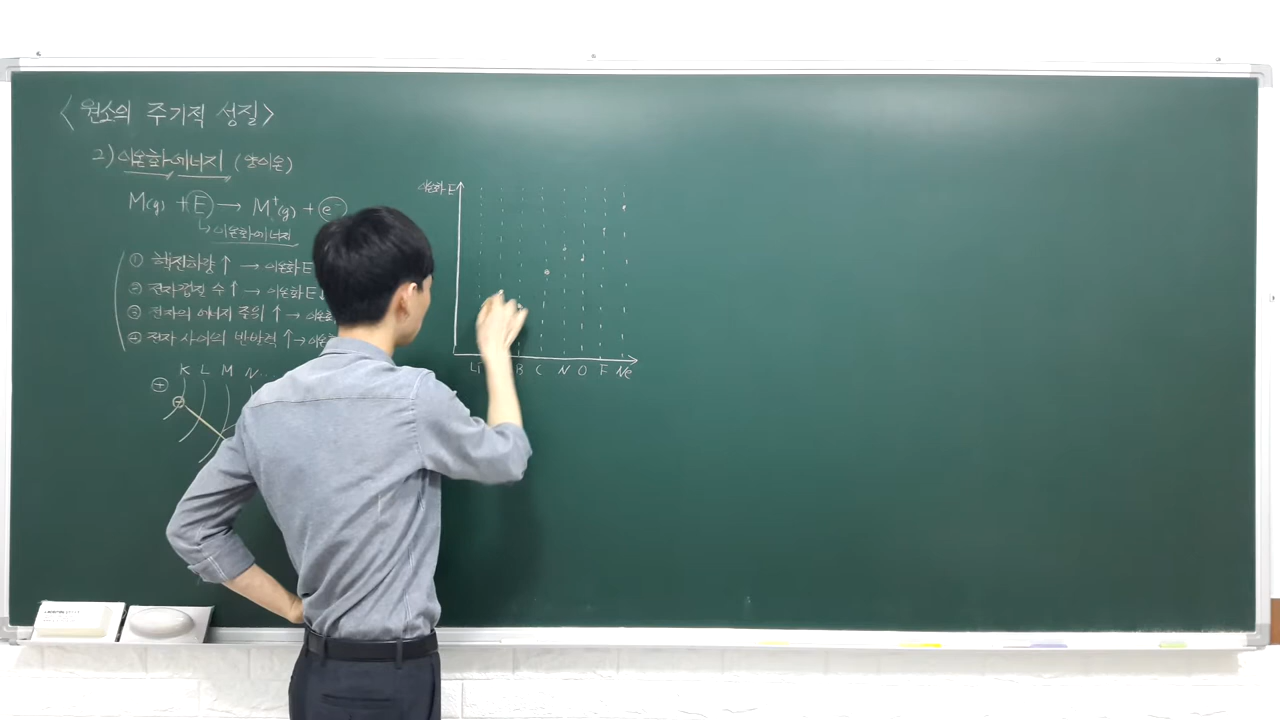 <원소의 주기적 성질>
2) 이온화 에너지 (양이온)
M(g) + E → M⁺(g) + e⁻
↳ 이온화 에너지
① 핵전하량 ↑ → 이온화 E
② 전자껍질 수 ↑ → 이온화 E↓
③ 전자의 에너지 준위 ↑ → 이온화
④ 전자 사이의 반발력 ↑ → 이온화
K L M N...
⊕
⊖
이온화 E
Li B C N O F Ne